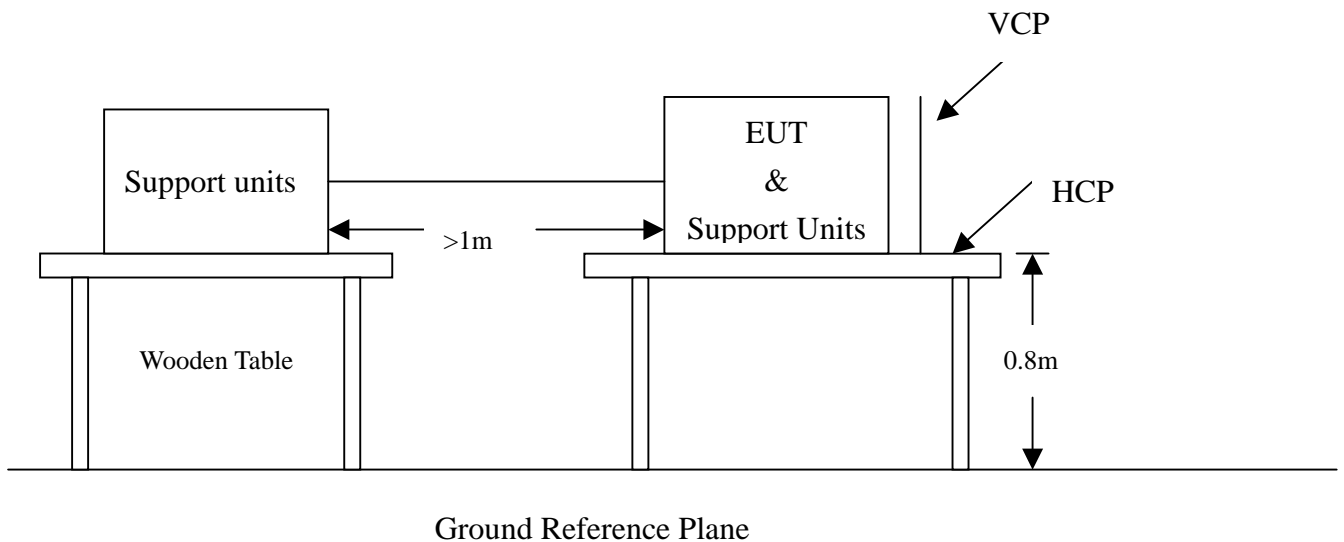 VCP
EUT
&
Support Units
Support units
HCP
>1m
Wooden Table
0.8m
Ground Reference Plane